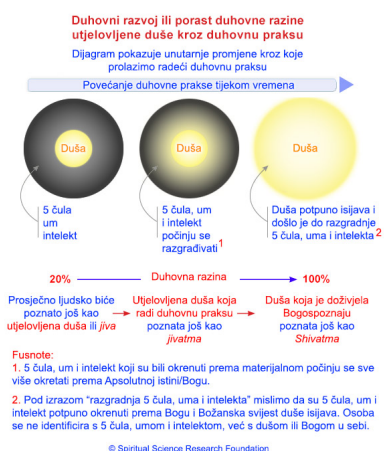 Duhovni razvoj ili porast duhovne razine
utjelovljene duše kroz duhovnu praksu
Dijagram pokazuje unutarnje promjene kroz koje
prolazimo radeći duhovnu praksu
Povećanje duhovne prakse tijekom vremena
Duša
Duša
Duša
5 čula
um
intelekt
5 čula, um
i intelekt
počinju se
razgrađivati 1
Duša potpuno isijava i
došlo je do razgradnje
5 čula, uma i intelekta 2
20%
Duhovna razina
100%
Prosječno ljudsko biće
poznato još kao
utjelovljena duša ili jiva
Utjelovljena duša koja
radi duhovnu praksu
poznata još kao
jivatma
Duša koja je doživjela
Bogospoznaju
poznata još kao
Shivatma
Fusnote:
1. 5 čula, um i intelekt koji su bili okrenuti prema materijalnom počinju se sve
više okretati prema Apsolutnoj istini/Bogu.
2. Pod izrazom "razgradnja 5 čula, uma i intelekta" mislimo da su 5 čula, um i
intelekt potpuno okrenuti prema Bogu i Božanska svijest duše isijava. Osoba
se ne identificira s 5 čula, umom i intelektom, već s dušom ili Bogom u sebi.
© Spiritual Science Research Foundation